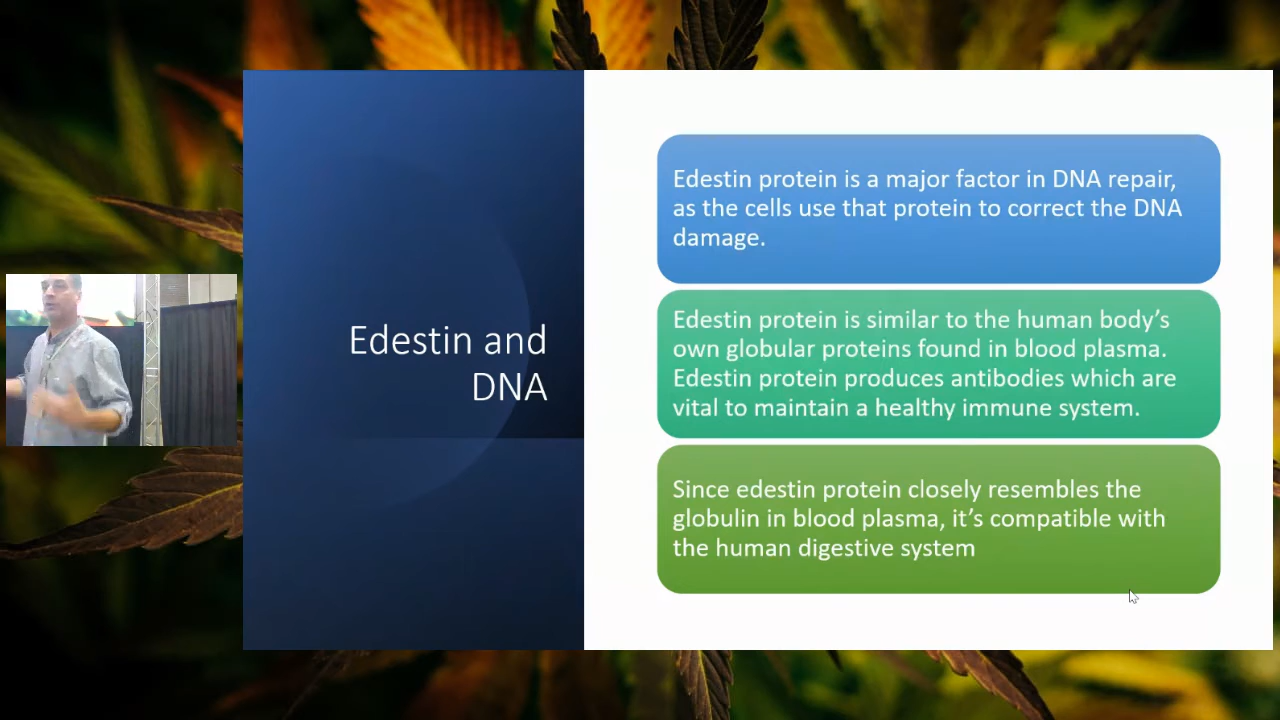 Edestin and
DNA
Edestin protein is a major factor in DNA repair,
as the cells use that protein to correct the DNA
damage.
Edestin protein is similar to the human body’s
own globular proteins found in blood plasma.
Edestin protein produces antibodies which are
vital to maintain a healthy immune system.
Since edestin protein closely resembles the
globulin in blood plasma, it’s compatible with
the human digestive system